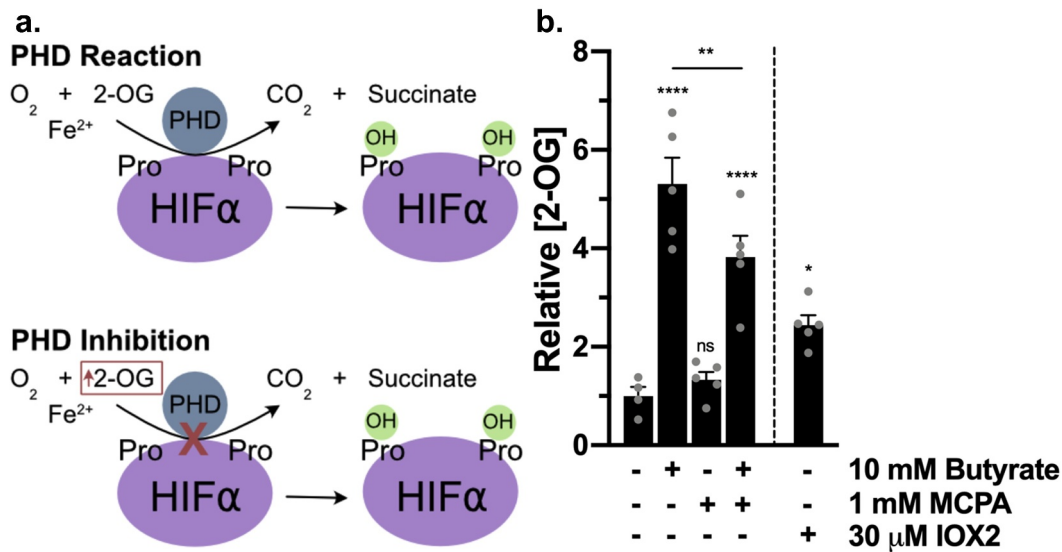 a.
PHD Reaction
O2 + 2-OG CO2 + Succinate
Fe2+ PHD
OH OH
Pro Pro Pro Pro
HIFα HIFα
PHD Inhibition
O2 + ↑2-OG CO2 + Succinate
Fe2+ PHD
OH OH
X
Pro Pro Pro Pro
HIFα HIFα
b.
Relative [2-OG]
8
6
4
2
0
**
****
ns
****
*
- + - + - 10 mM Butyrate
- - + + - 1 mM MCPA
- - - - + 30 μM IOX2